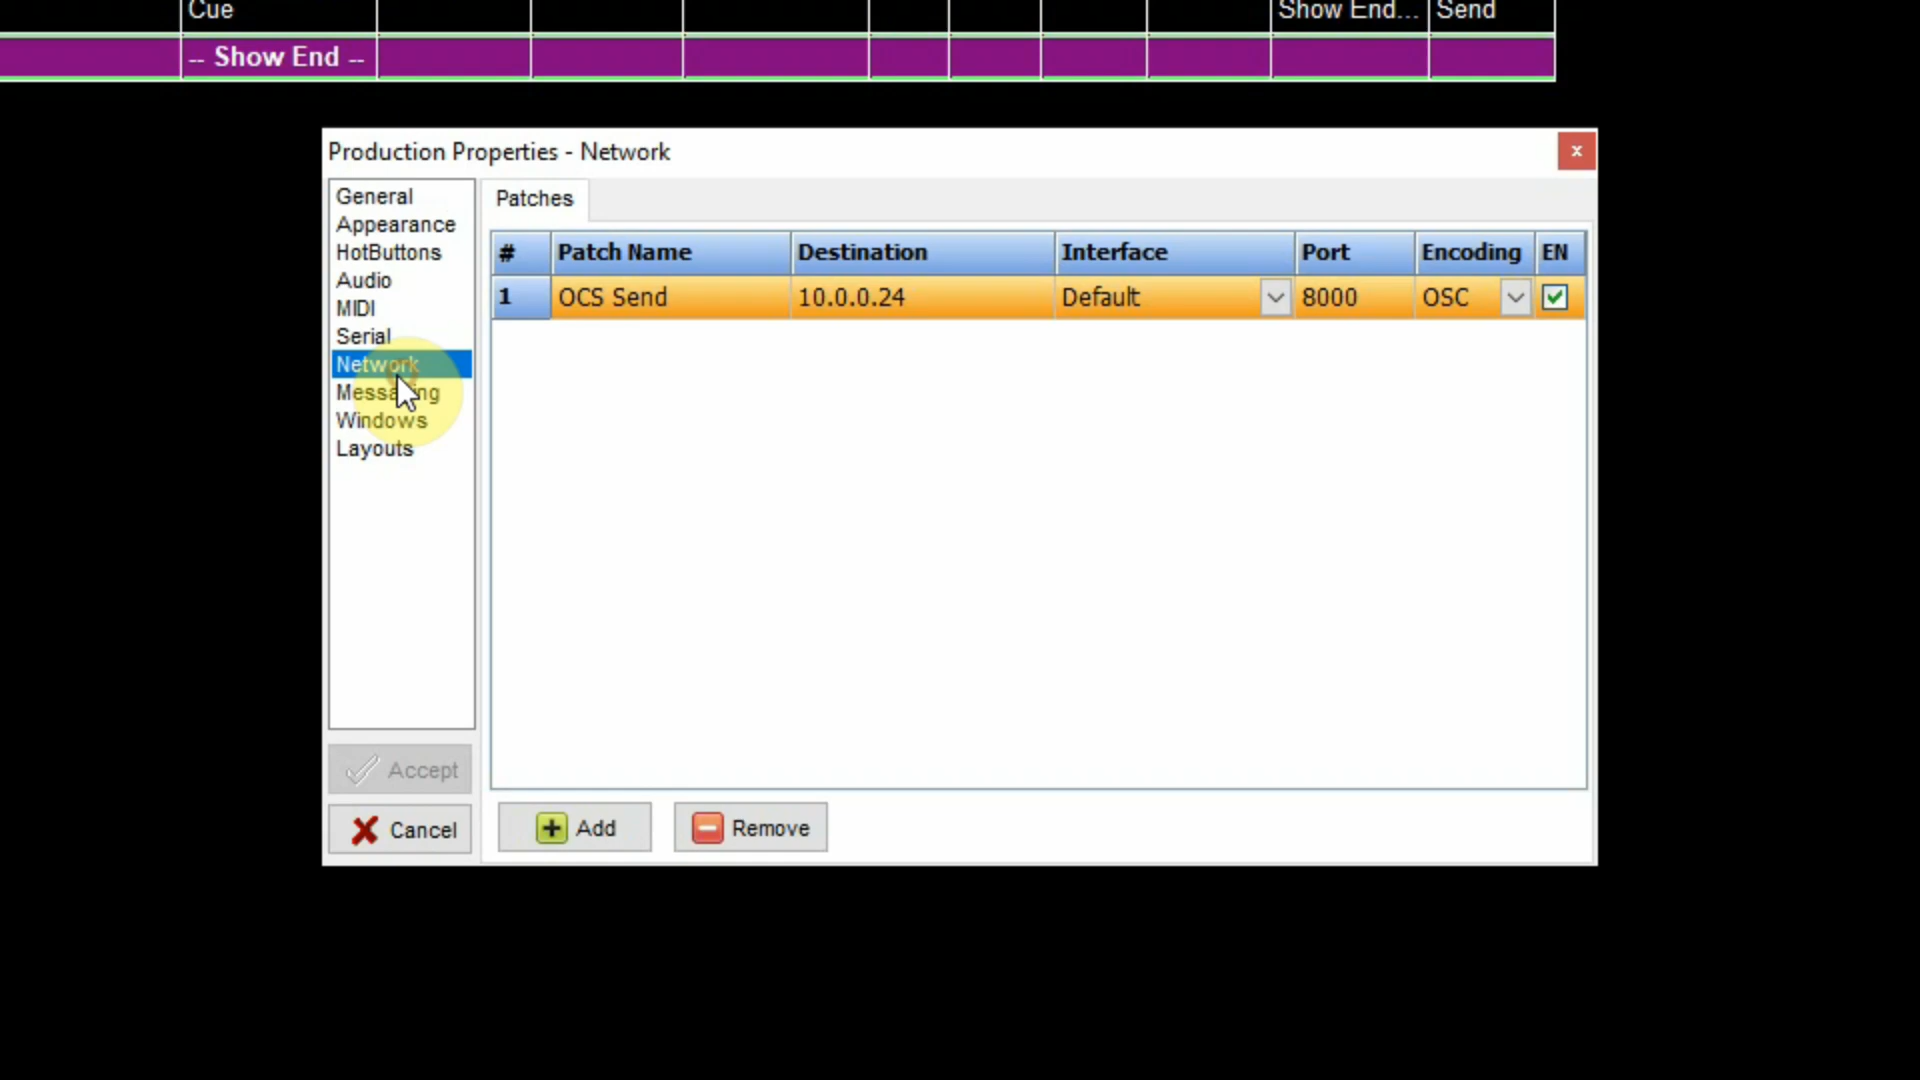 Cue Show End... Send
-- Show End --
Production Properties - Network
x
General
Appearance
HotButtons
Audio
MIDI
Serial
Network
Messaging
Windows
Layouts
Accept
Cancel
Patches
# Patch Name Destination Interface Port Encoding EN
1 OCS Send 10.0.0.24 Default 8000 OSC
Add Remove